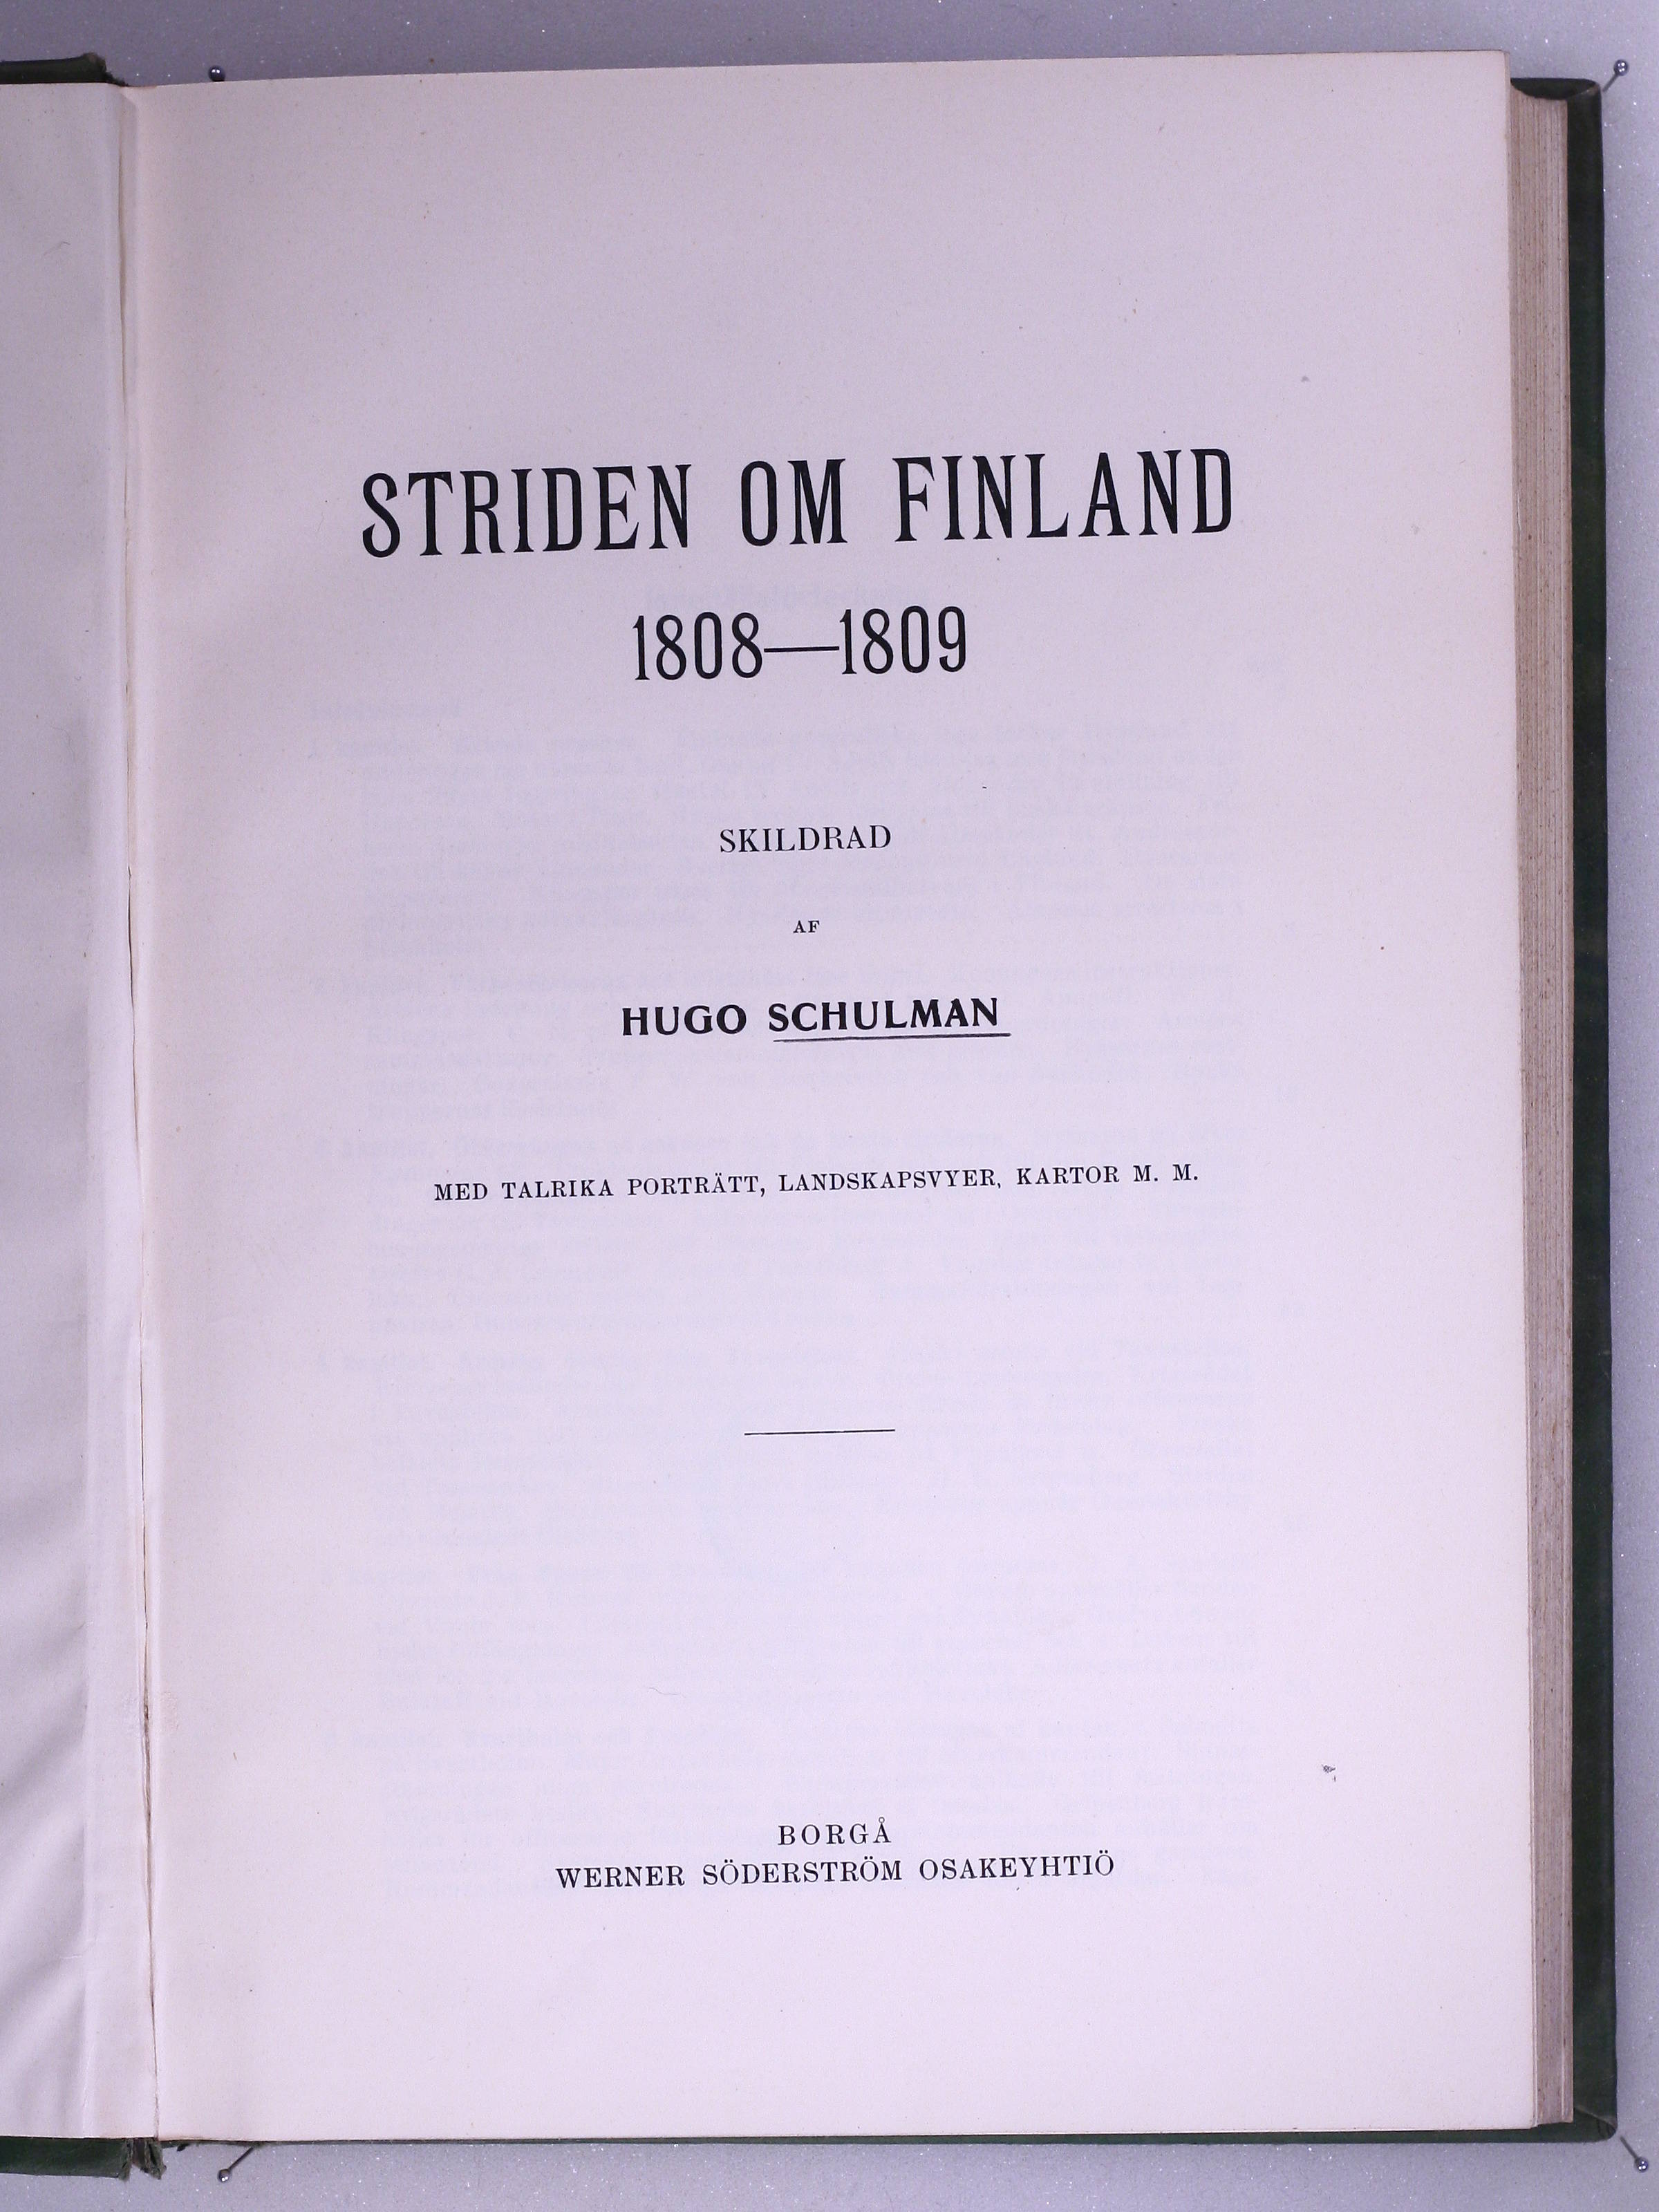 STRIDEN OM FINLAND
1808—1809
SKILDRAD
AF
HUGO SCHULMAN
MED TALRIKA PORTRÄTT, LANDSKAPSVYER, KARTOR M. M.
BORGÅ
WERNER SÖDERSTRÖM OSAKEYHTIÖ